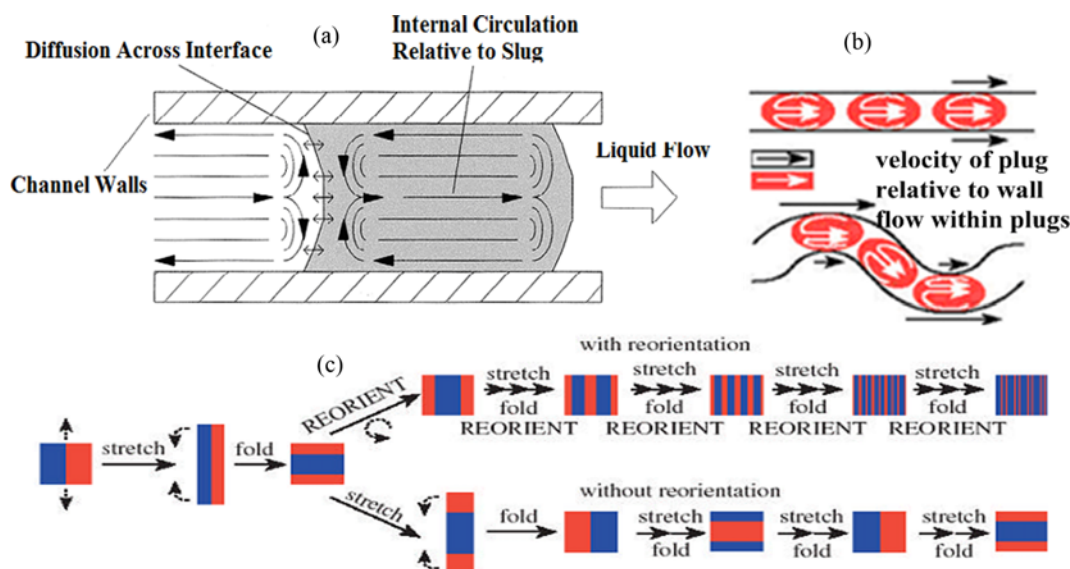 (a)
Internal Circulation
Relative to Slug
Diffusion Across Interface
Channel Walls
Liquid Flow
(b)
velocity of plug
relative to wall
flow within plugs
(c)
with reorientation
REORIENT
stretch stretch stretch stretch
fold fold fold fold
REORIENT REORIENT REORIENT REORIENT
stretch
fold
stretch
without reorientation
fold
stretch stretch stretch
fold fold fold